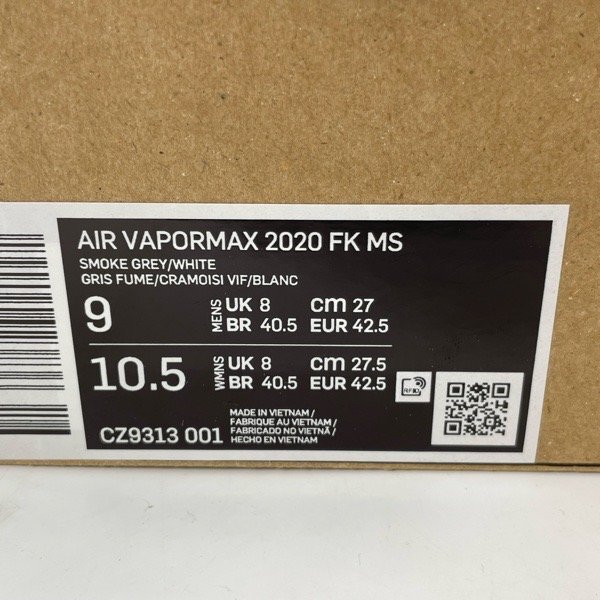 AIR VAPORMAX 2020 FK MS
SMOKE GREY/WHITE
GRIS FUME/CRAMOISI VIF/BLANC
9 MENS UK 8 cm 27
BR 40.5 EUR 42.5
10.5 WMNS UK 8 cm 27.5
BR 40.5 EUR 42.5
RFID
CZ9313 001
MADE IN VIETNAM/
FABRIQUÉ AU VIETNAM /
FABRICADO NO VIETNÃ /
HECHO EN VIETNAM